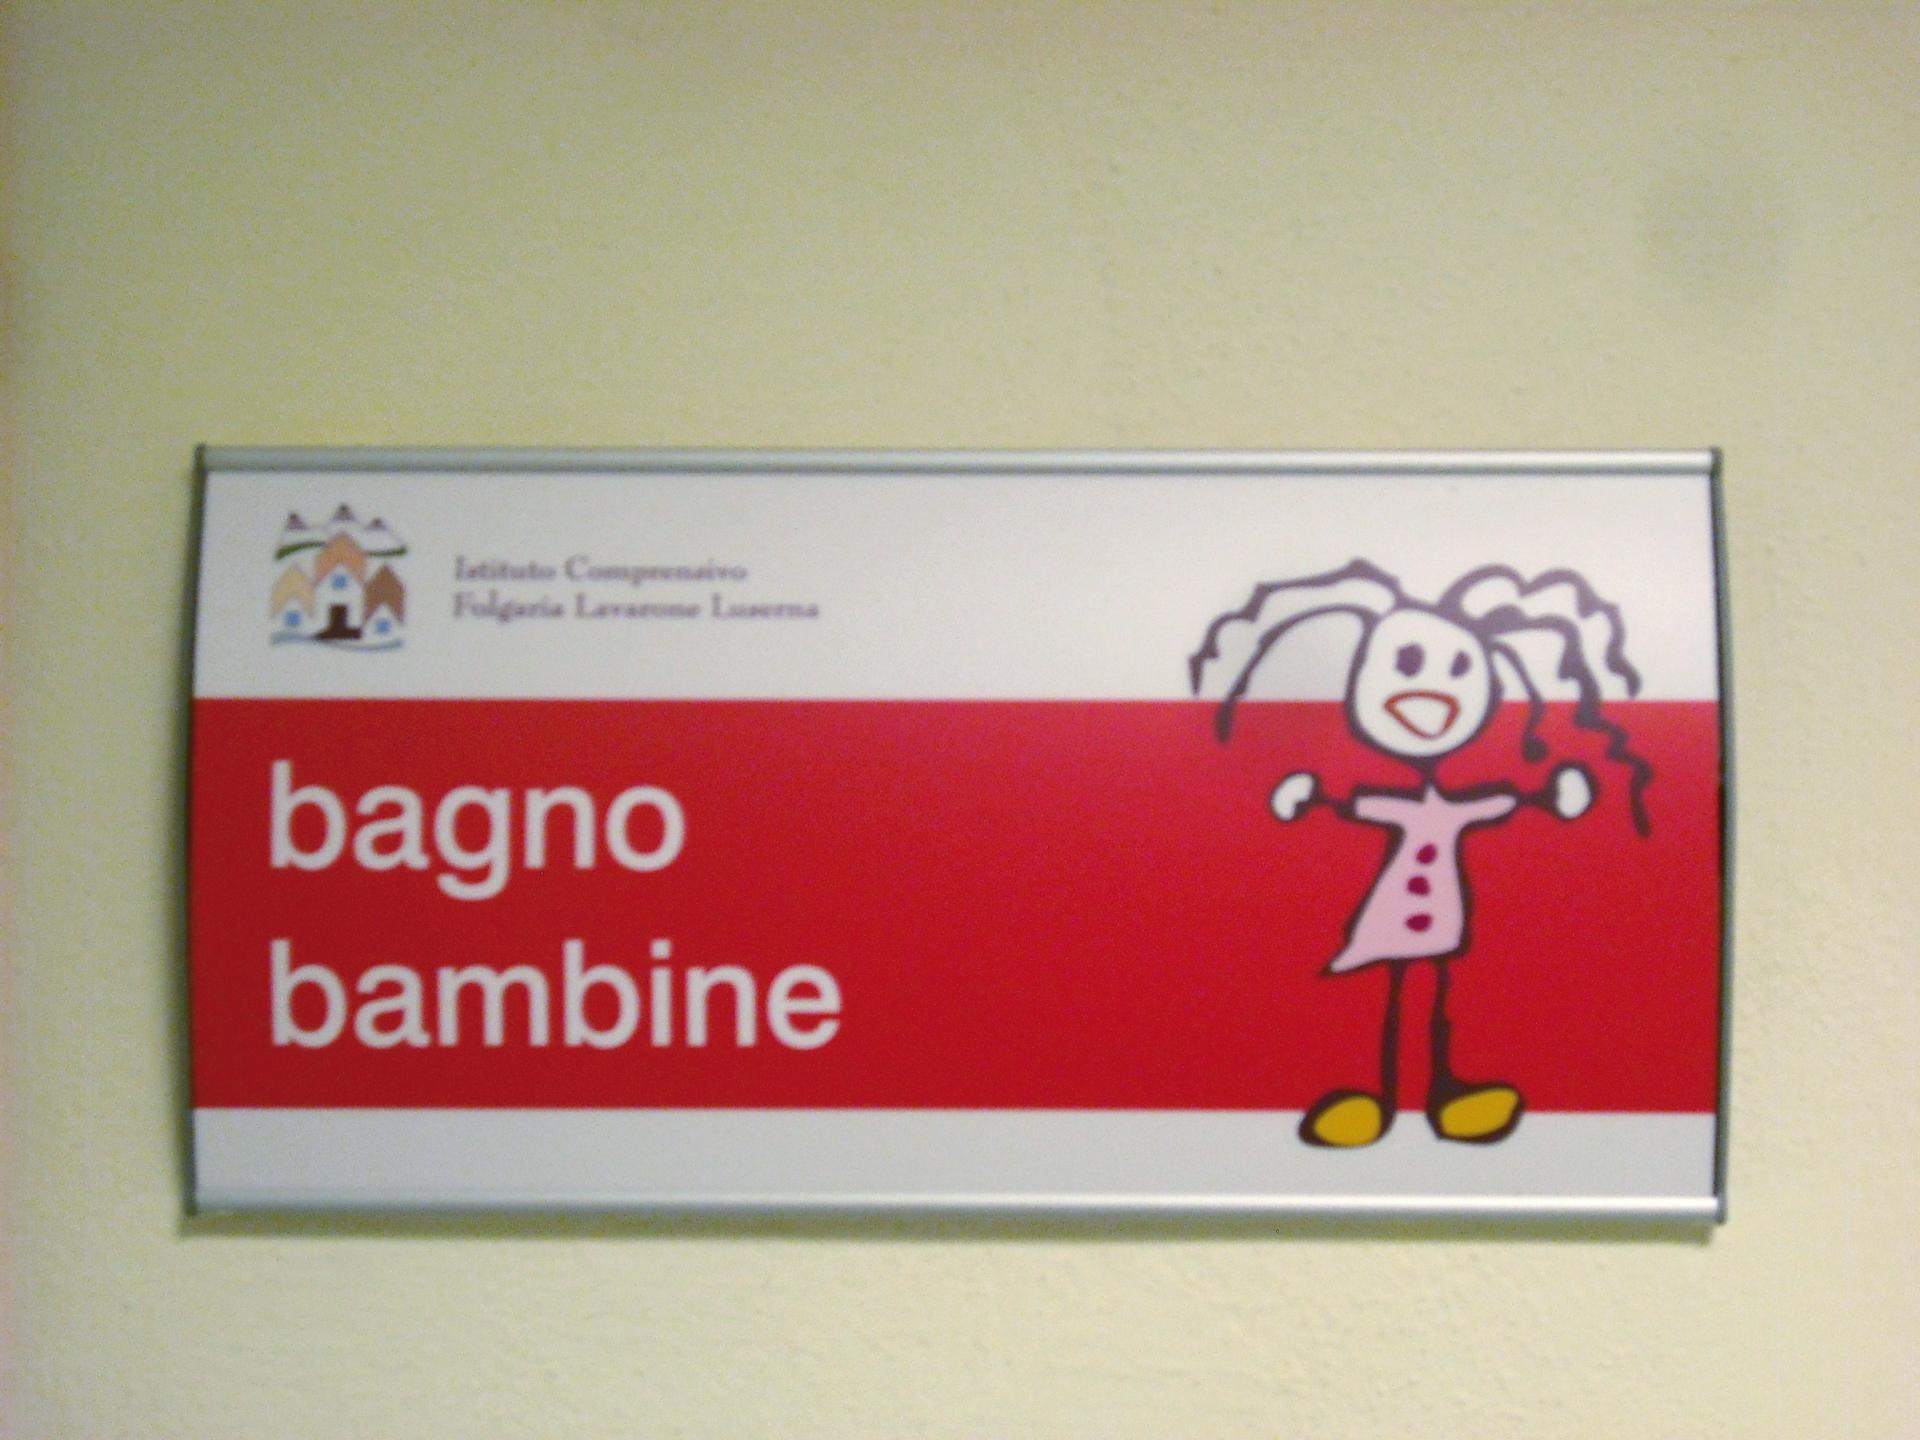 Istituto Comprensivo
Folgaria Lavarone Luserna
bagno
bambine